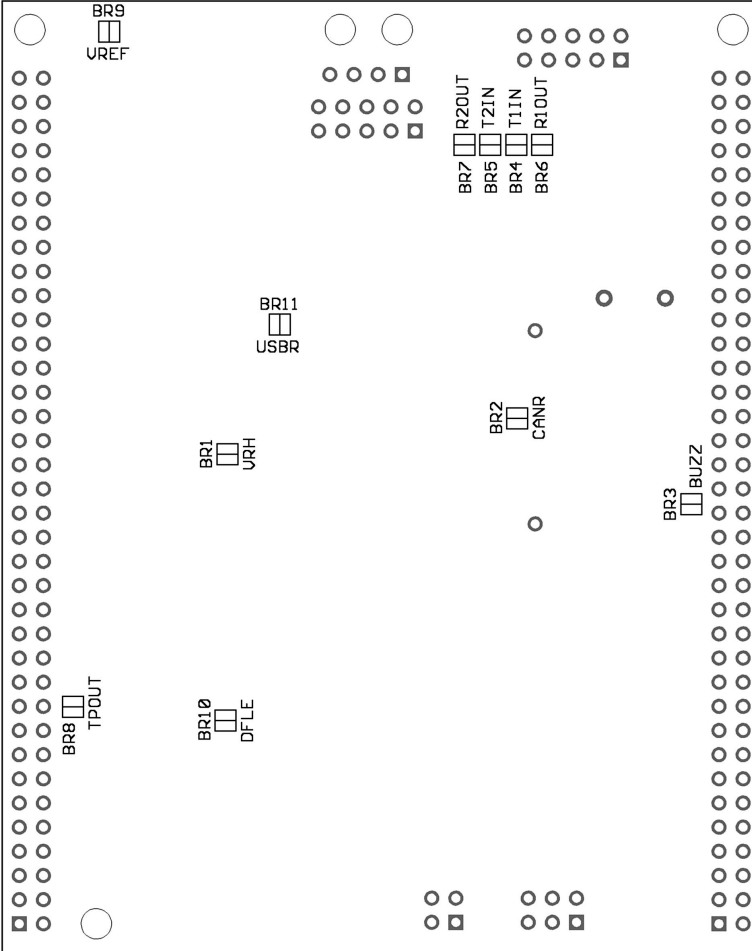 BR9
VREF
R2OUT
T2IN
T1IN
R1OUT
BR7
BR5
BR4
BR6
BR11
USBR
BR2
CANR
BR1
VRH
BUZZ
BR3
TPOUT
BR8
BR10
DFLE